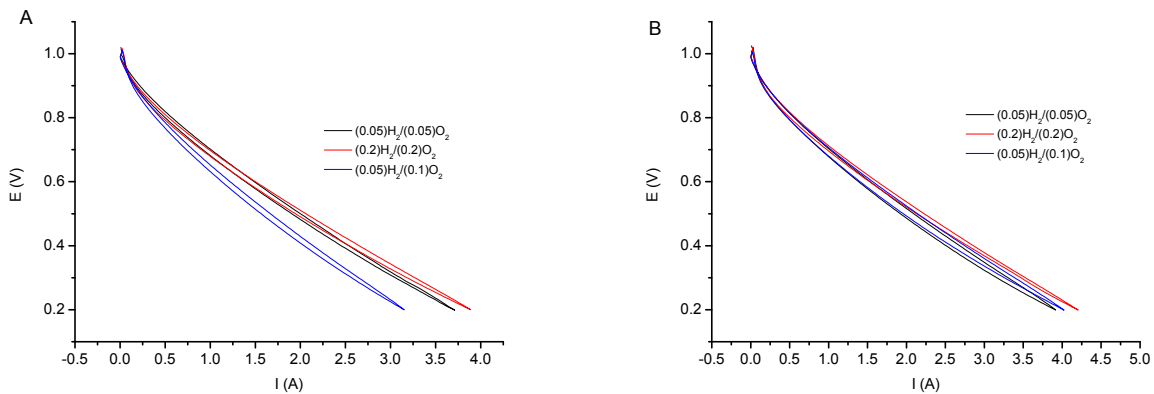 A
1.0
0.8
0.6
0.4
0.2
E (V)
-0.5 0.0 0.5 1.0 1.5 2.0 2.5 3.0 3.5 4.0
I (A)
(0.05)H₂/(0.05)O₂
(0.2)H₂/(0.2)O₂
(0.05)H₂/(0.1)O₂
B
1.0
0.8
0.6
0.4
0.2
E (V)
-0.5 0.0 0.5 1.0 1.5 2.0 2.5 3.0 3.5 4.0 4.5 5.0
I (A)
(0.05)H₂/(0.05)O₂
(0.2)H₂/(0.2)O₂
(0.05)H₂/(0.1)O₂